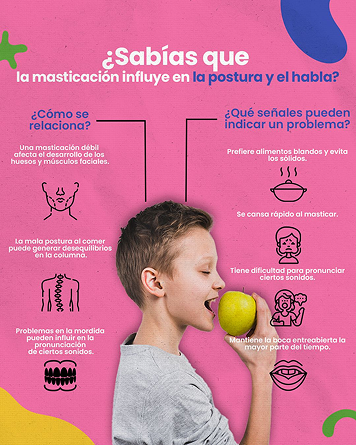 ¿Sabías que
la masticación influye en la postura y el habla?
¿Cómo se
relaciona?
Una masticación débil
afecta el desarrollo de los
huesos y músculos faciales.
La mala postura al comer
puede generar desequilibrios
en la columna.
Problemas en la mordida
pueden influir en la
pronunciación
de ciertos sonidos.
¿Qué señales pueden
indicar un problema?
Prefiere alimentos blandos y evita
los sólidos.
Se cansa rápido al masticar.
Tiene dificultad para pronunciar
ciertos sonidos.
Mantiene la boca entreabierta la
mayor parte del tiempo.